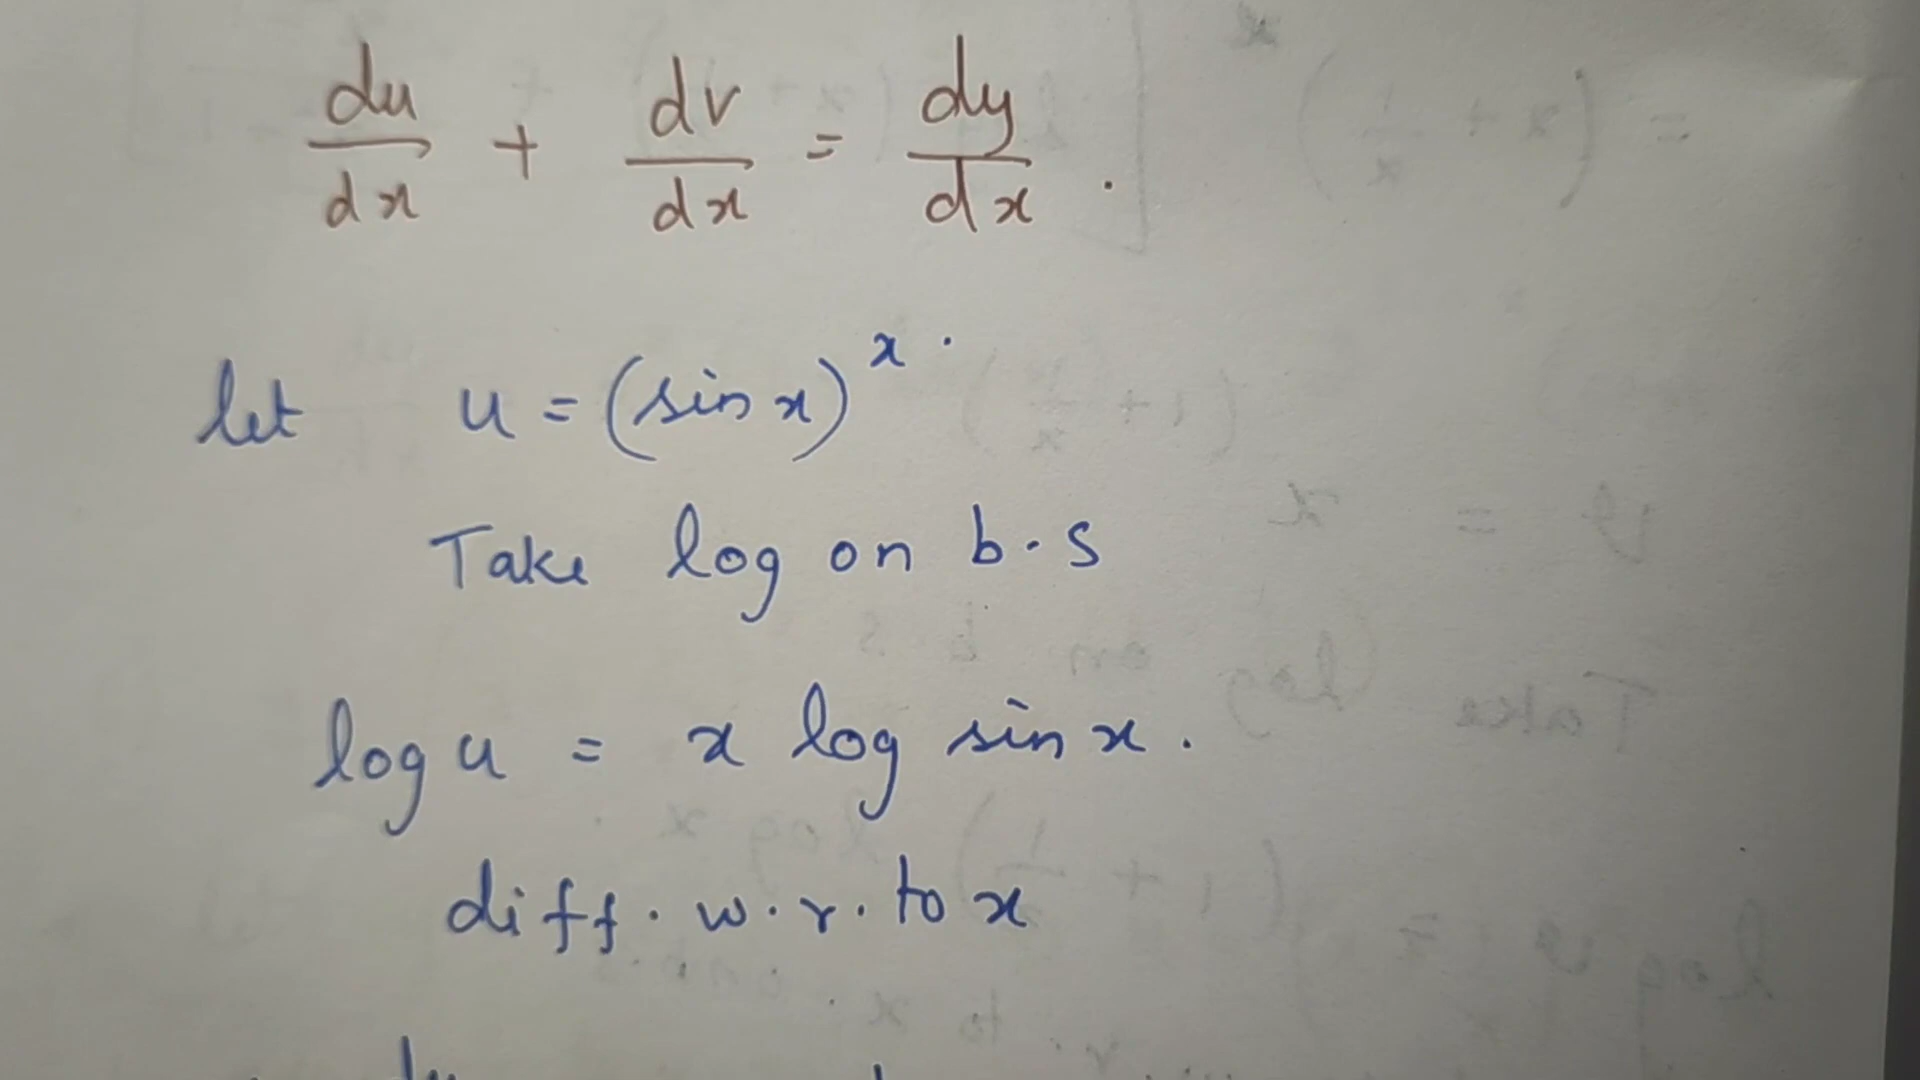 du/dx + dv/dx = dy/dx .
let u = (sin x)^x .
Take log on b.s
log u = x log sin x .
diff. w.r. to x